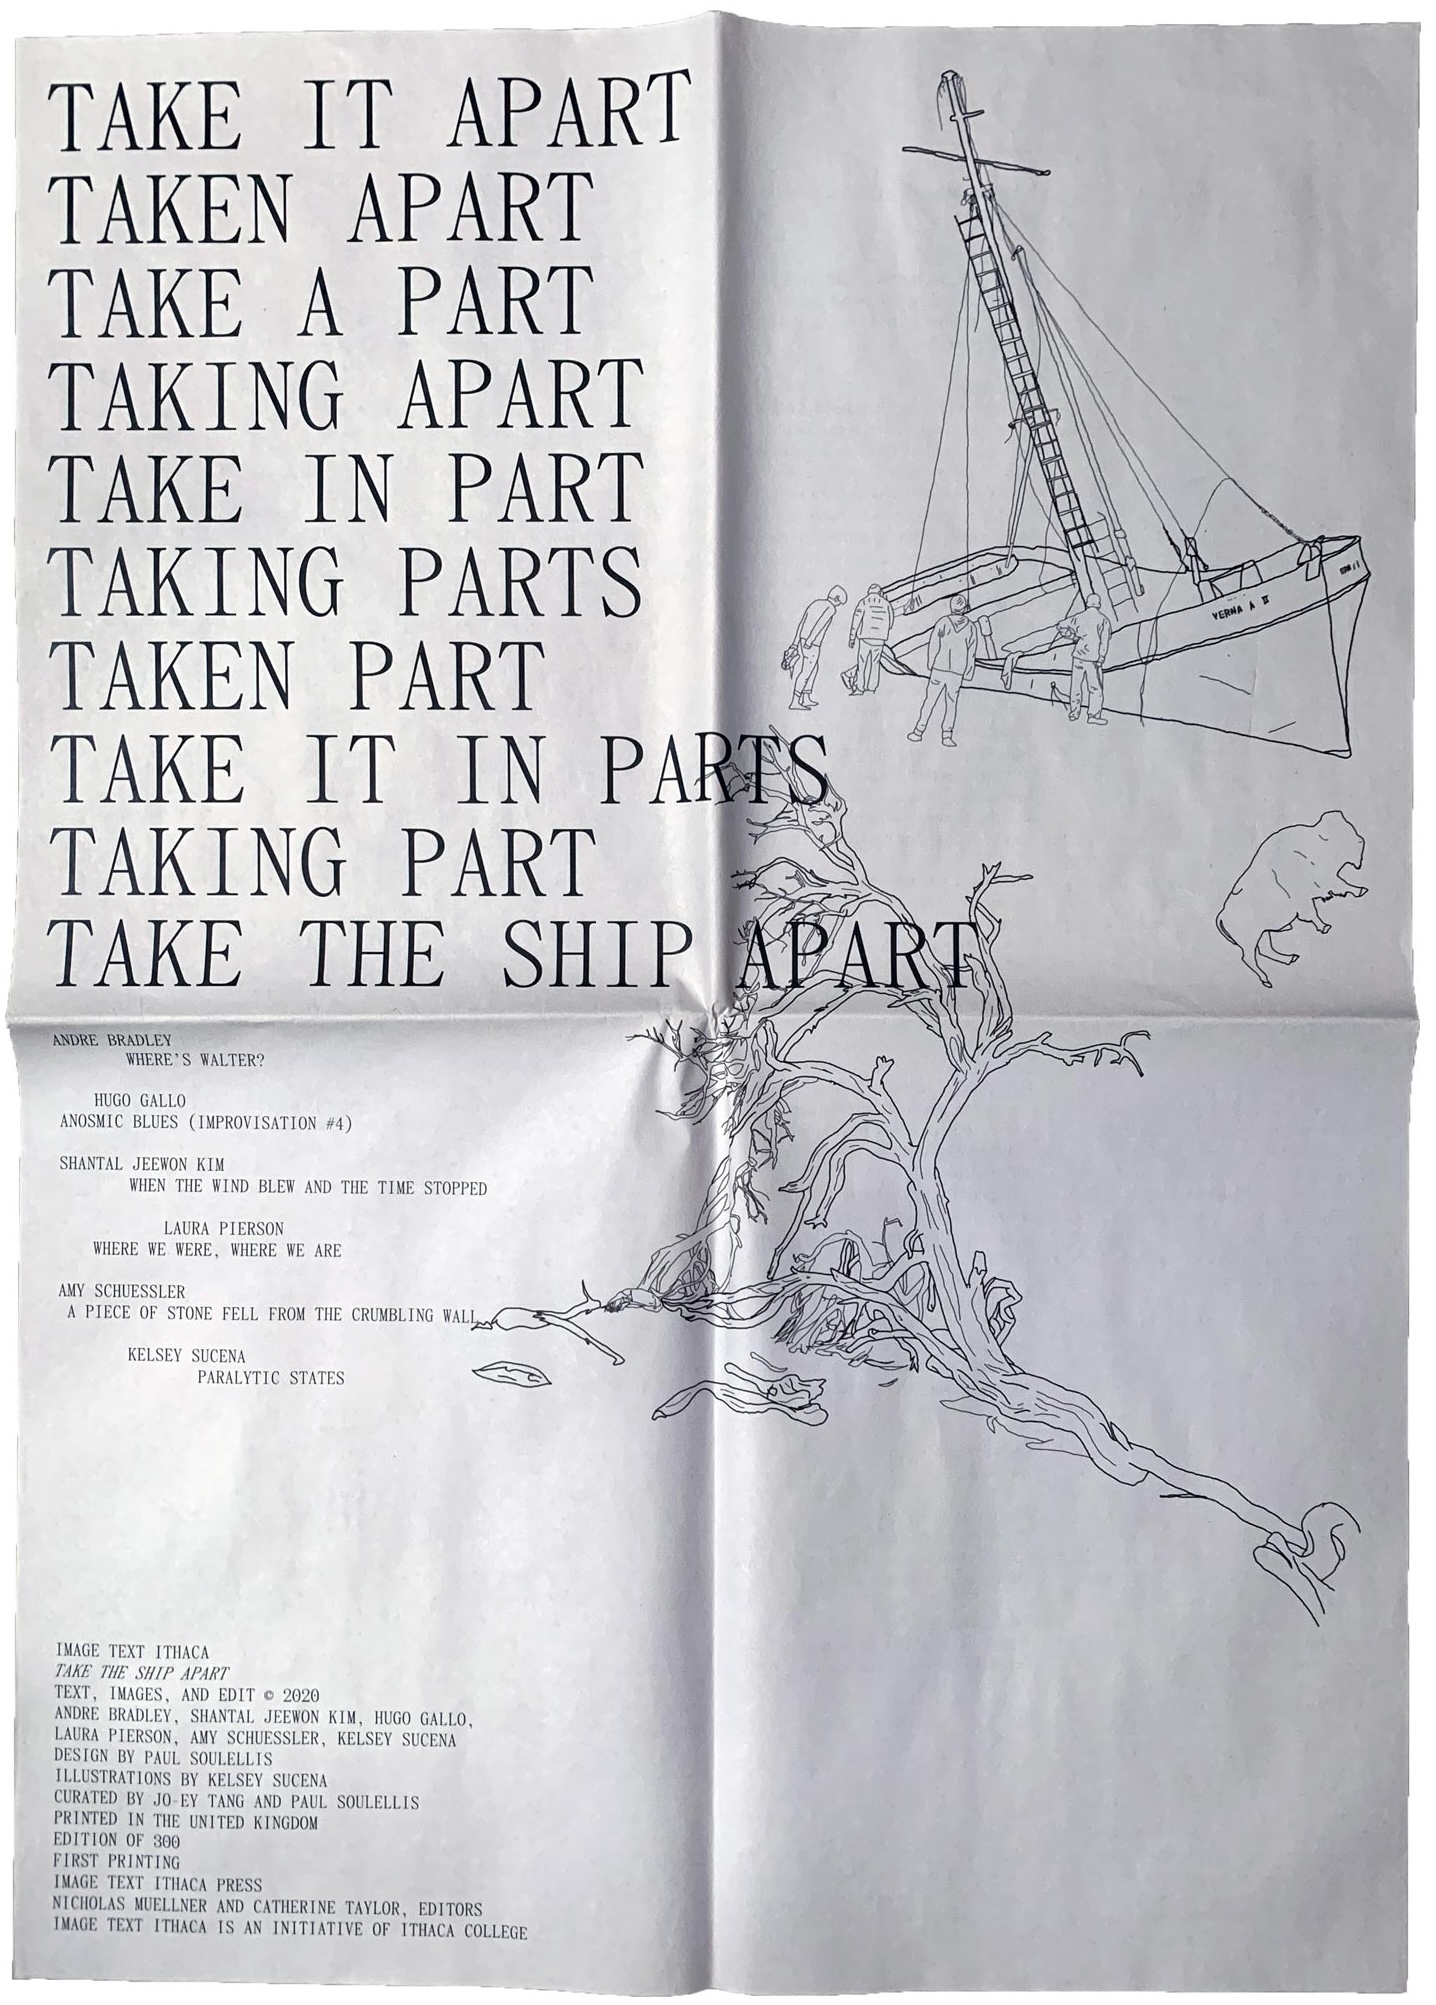 TAKE IT APART
TAKEN APART
TAKE A PART
TAKING APART
TAKE IN PART
TAKING PARTS
TAKEN PART
TAKE IT IN PARTS
TAKING PART
TAKE THE SHIP APART
VERNA A II
ANDRE BRADLEY
WHERE'S WALTER?
HUGO GALLO
ANOSMIC BLUES (IMPROVISATION #4)
SHANTAL JEEWON KIM
WHEN THE WIND BLEW AND THE TIME STOPPED
LAURA PIERSON
WHERE WE WERE, WHERE WE ARE
AMY SCHUESSLER
A PIECE OF STONE FELL FROM THE CRUMBLING WALL
KELSEY SUCENA
PARALYTIC STATES
IMAGE TEXT ITHACA
TAKE THE SHIP APART
TEXT, IMAGES, AND EDIT © 2020
ANDRE BRADLEY, SHANTAL JEEWON KIM, HUGO GALLO,
LAURA PIERSON, AMY SCHUESSLER, KELSEY SUCENA
DESIGN BY PAUL SOULELLIS
ILLUSTRATIONS BY KELSEY SUCENA
CURATED BY JO-EY TANG AND PAUL SOULELLIS
PRINTED IN THE UNITED KINGDOM
EDITION OF 300
FIRST PRINTING
IMAGE TEXT ITHACA PRESS
NICHOLAS MUELLNER AND CATHERINE TAYLOR, EDITORS
IMAGE TEXT ITHACA IS AN INITIATIVE OF ITHACA COLLEGE